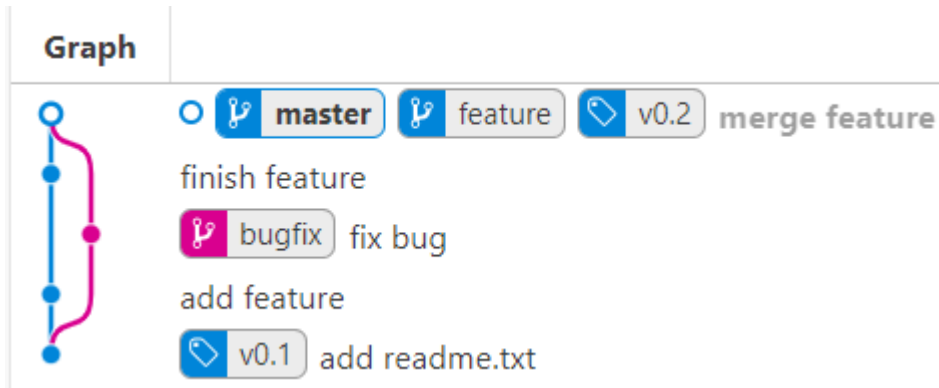 Graph
master feature v0.2 merge feature
finish feature
bugfix fix bug
add feature
v0.1 add readme.txt